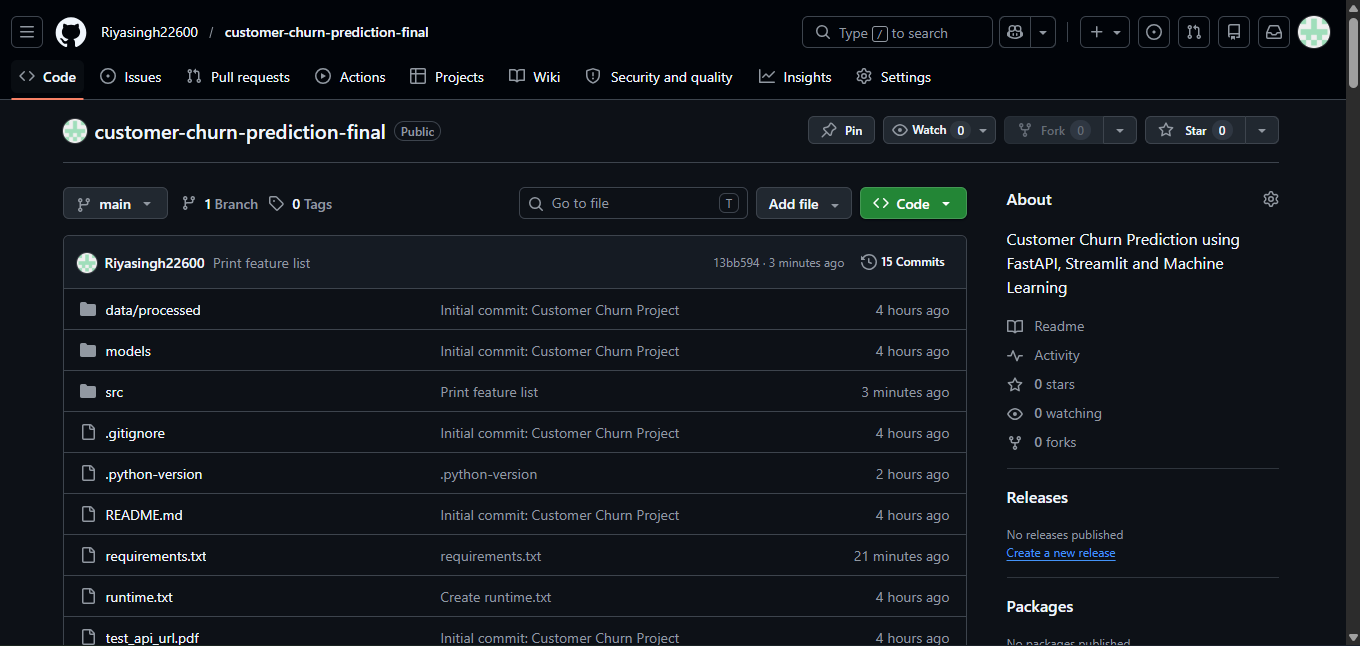 Riyasingh22600 / customer-churn-prediction-final Type / to search
Code Issues Pull requests Actions Projects Wiki Security and quality Insights Settings
customer-churn-prediction-final Public Pin Watch 0 Fork 0 Star 0
main 1 Branch 0 Tags Go to file T Add file Code
Riyasingh22600 Print feature list 13bb594 · 3 minutes ago 15 Commits
data/processed Initial commit: Customer Churn Project 4 hours ago
models Initial commit: Customer Churn Project 4 hours ago
src Print feature list 3 minutes ago
.gitignore Initial commit: Customer Churn Project 4 hours ago
.python-version .python-version 2 hours ago
README.md Initial commit: Customer Churn Project 4 hours ago
requirements.txt requirements.txt 21 minutes ago
runtime.txt Create runtime.txt 4 hours ago
test_api_url.pdf Initial commit: Customer Churn Project 4 hours ago
About
Customer Churn Prediction using
FastAPI, Streamlit and Machine
Learning
Readme
Activity
0 stars
0 watching
0 forks
Releases
No releases published
Create a new release
Packages
No packages published